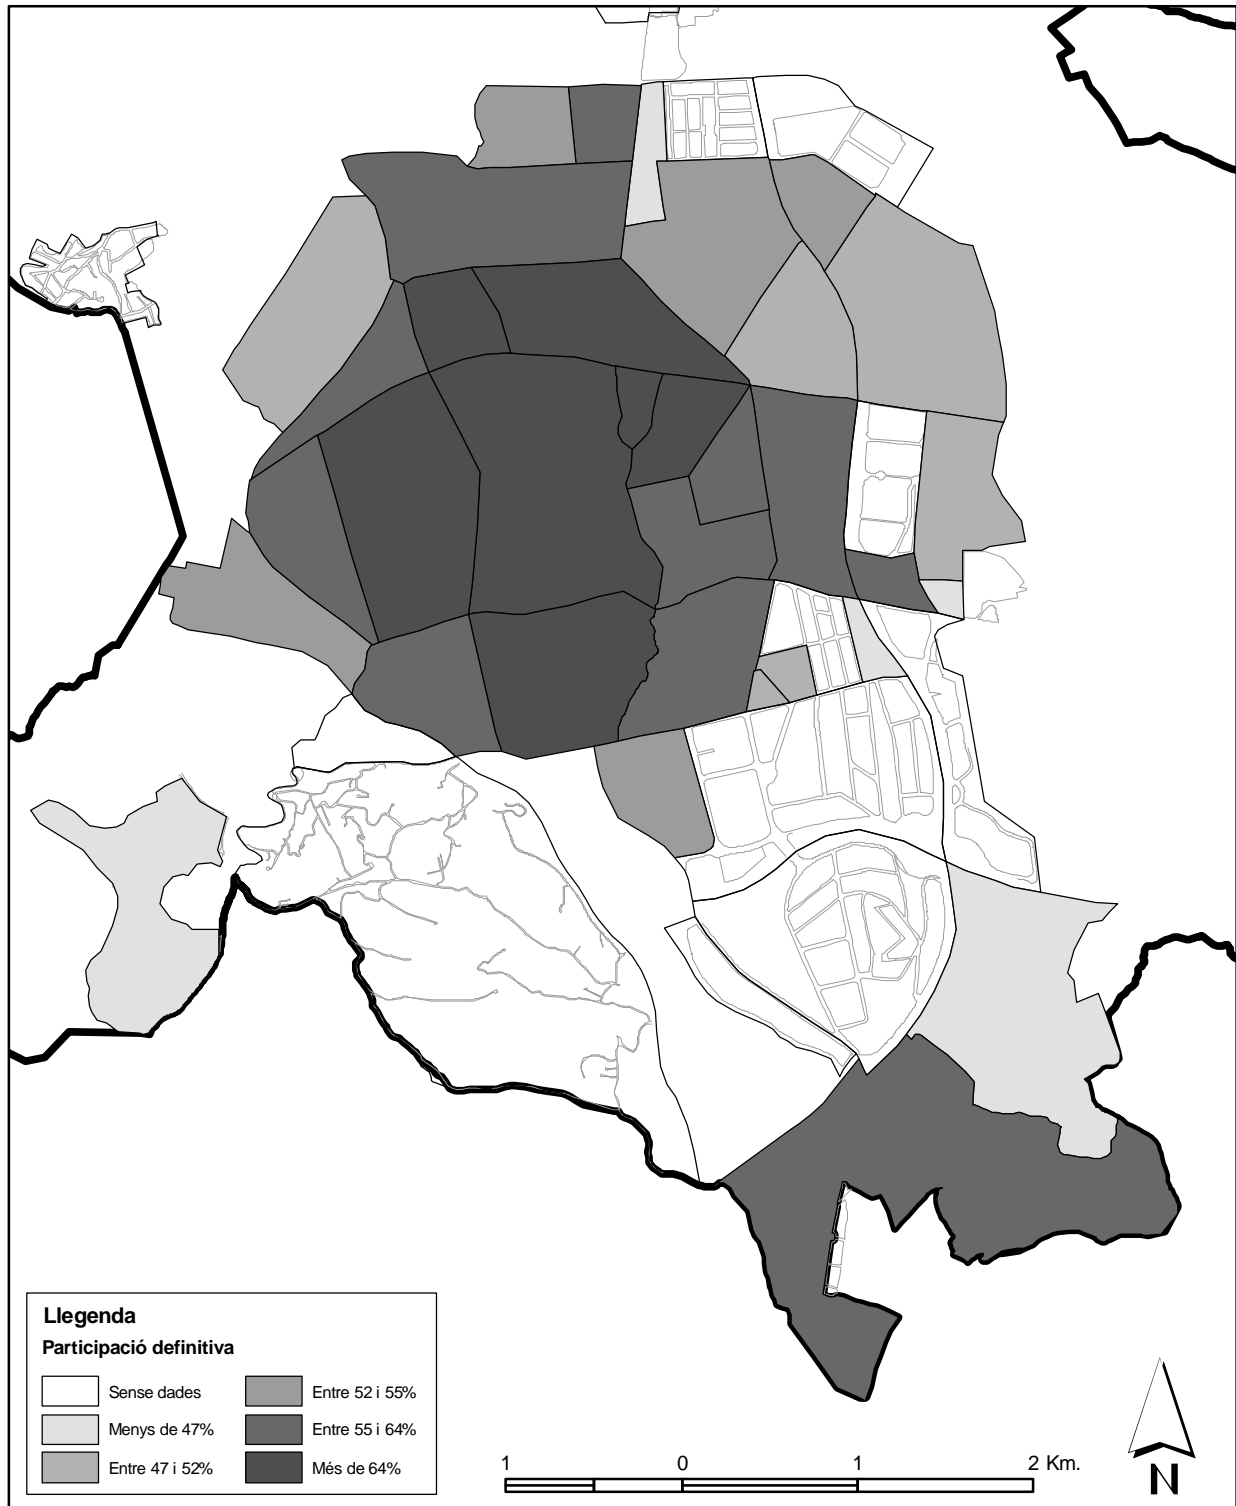 Llegenda
Participació definitiva
Sense dades
Menys de 47%
Entre 47 i 52%
Entre 52 i 55%
Entre 55 i 64%
Més de 64%
1 0 1 2 Km.
N